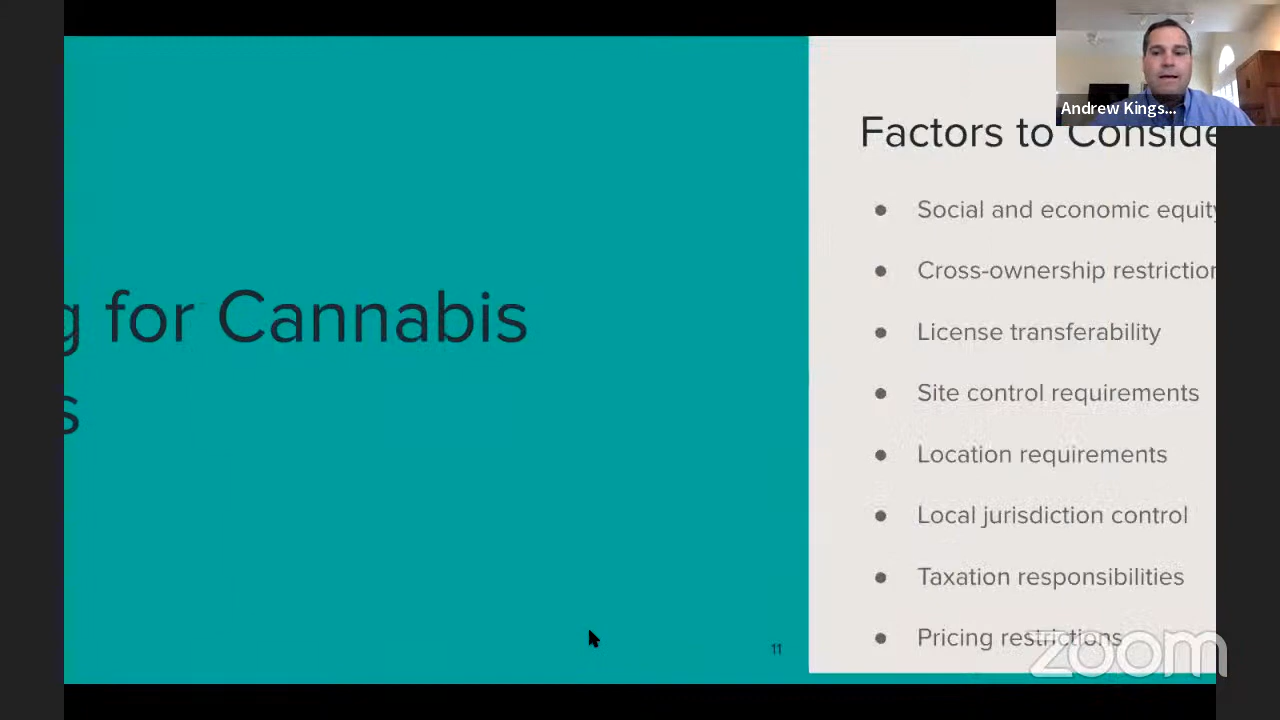 Andrew Kings...
g for Cannabis
s
11
Factors to Conside
Social and economic equity
Cross-ownership restriction
License transferability
Site control requirements
Location requirements
Local jurisdiction control
Taxation responsibilities
Pricing restrictions
zoom